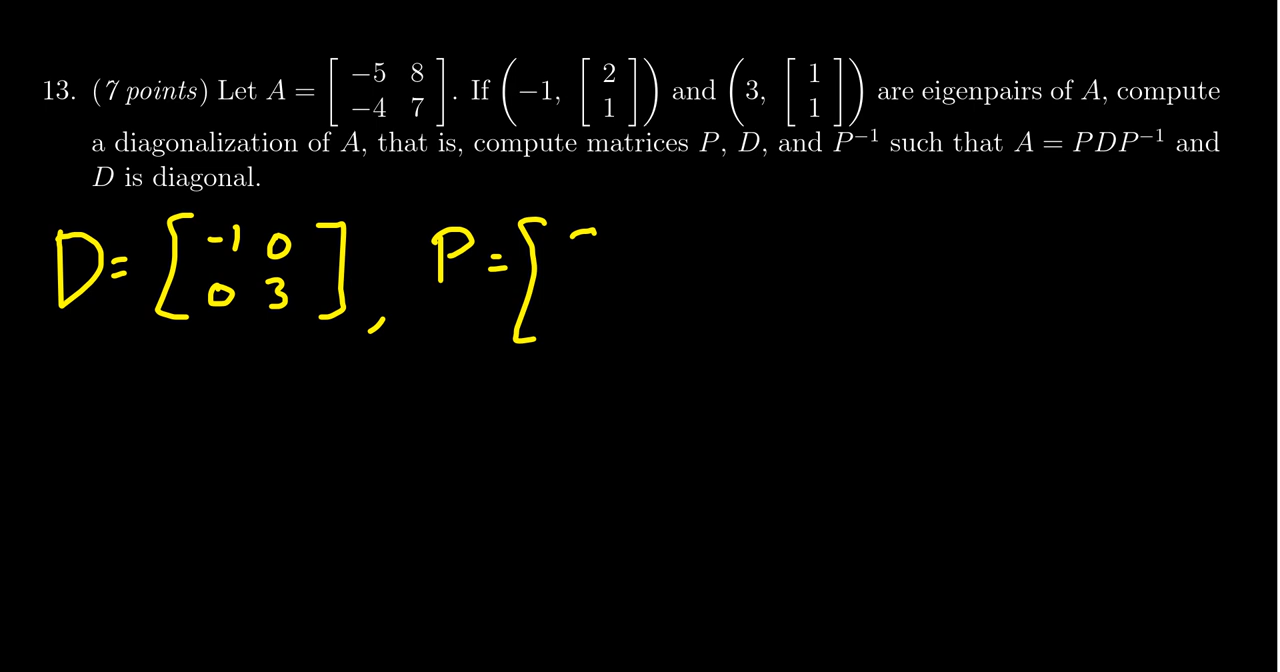 13. (7 points) Let A = [ −5 8 ; −4 7 ]. If (−1, [ 2 ; 1 ]) and (3, [ 1 ; 1 ]) are eigenpairs of A, compute
a diagonalization of A, that is, compute matrices P, D, and P⁻¹ such that A = PDP⁻¹ and
D is diagonal.
D = [ -1 0 ; 0 3 ], P = [